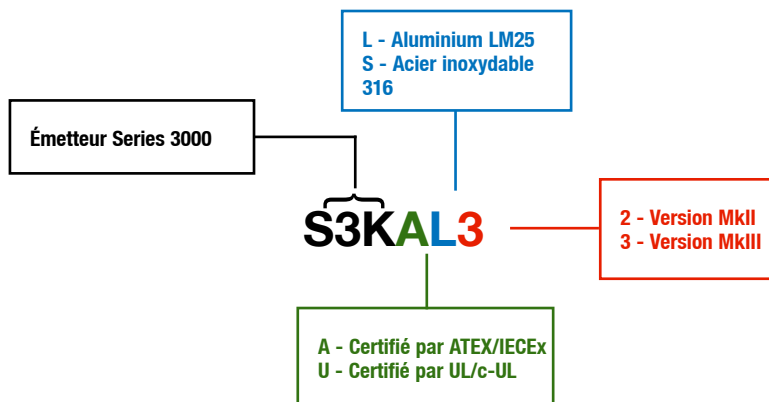 L - Aluminium LM25
S - Acier inoxydable
316
Émetteur Series 3000
S3KAL3
2 - Version MkII
3 - Version MkIII
A - Certifié par ATEX/IECEx
U - Certifié par UL/c-UL